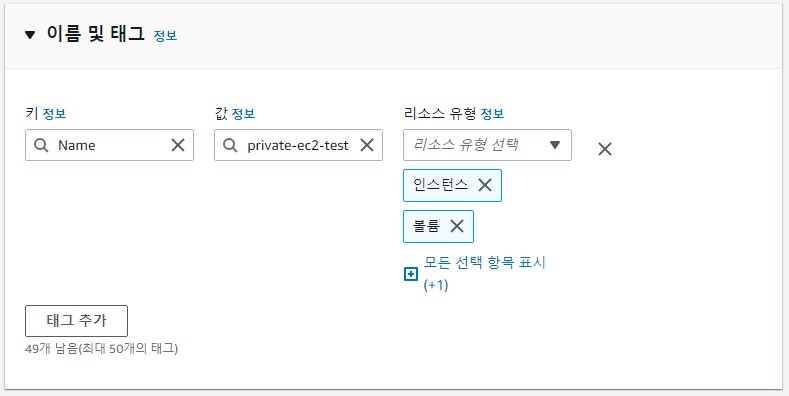 이름 및 태그 정보
키 정보
값 정보
리소스 유형 정보
Name
private-ec2-test
리소스 유형 선택
인스턴스
볼륨
모든 선택 항목 표시
(+1)
태그 추가
49개 남음(최대 50개의 태그)